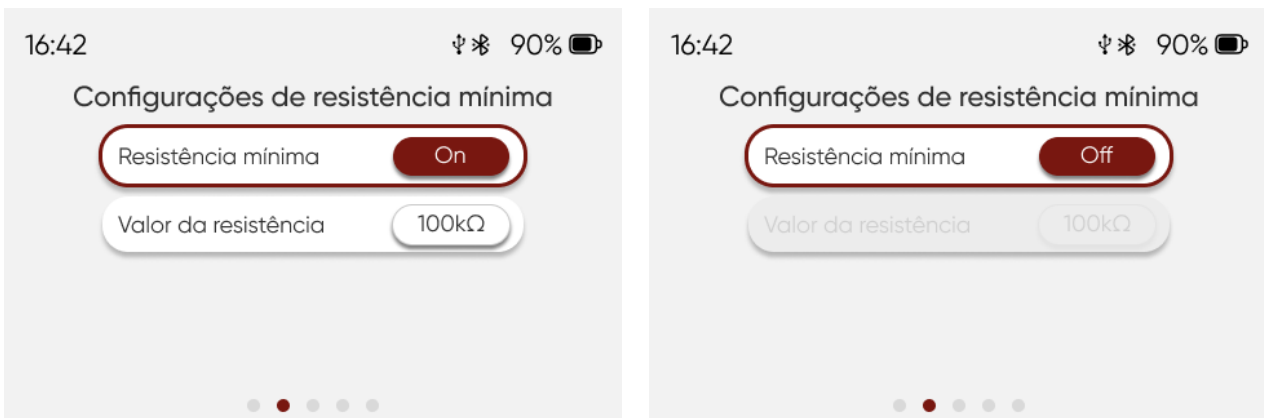 16:42 90%
Configurações de resistência mínima
Resistência mínima On
Valor da resistência 100kΩ
16:42 90%
Configurações de resistência mínima
Resistência mínima Off
Valor da resistência 100kΩ